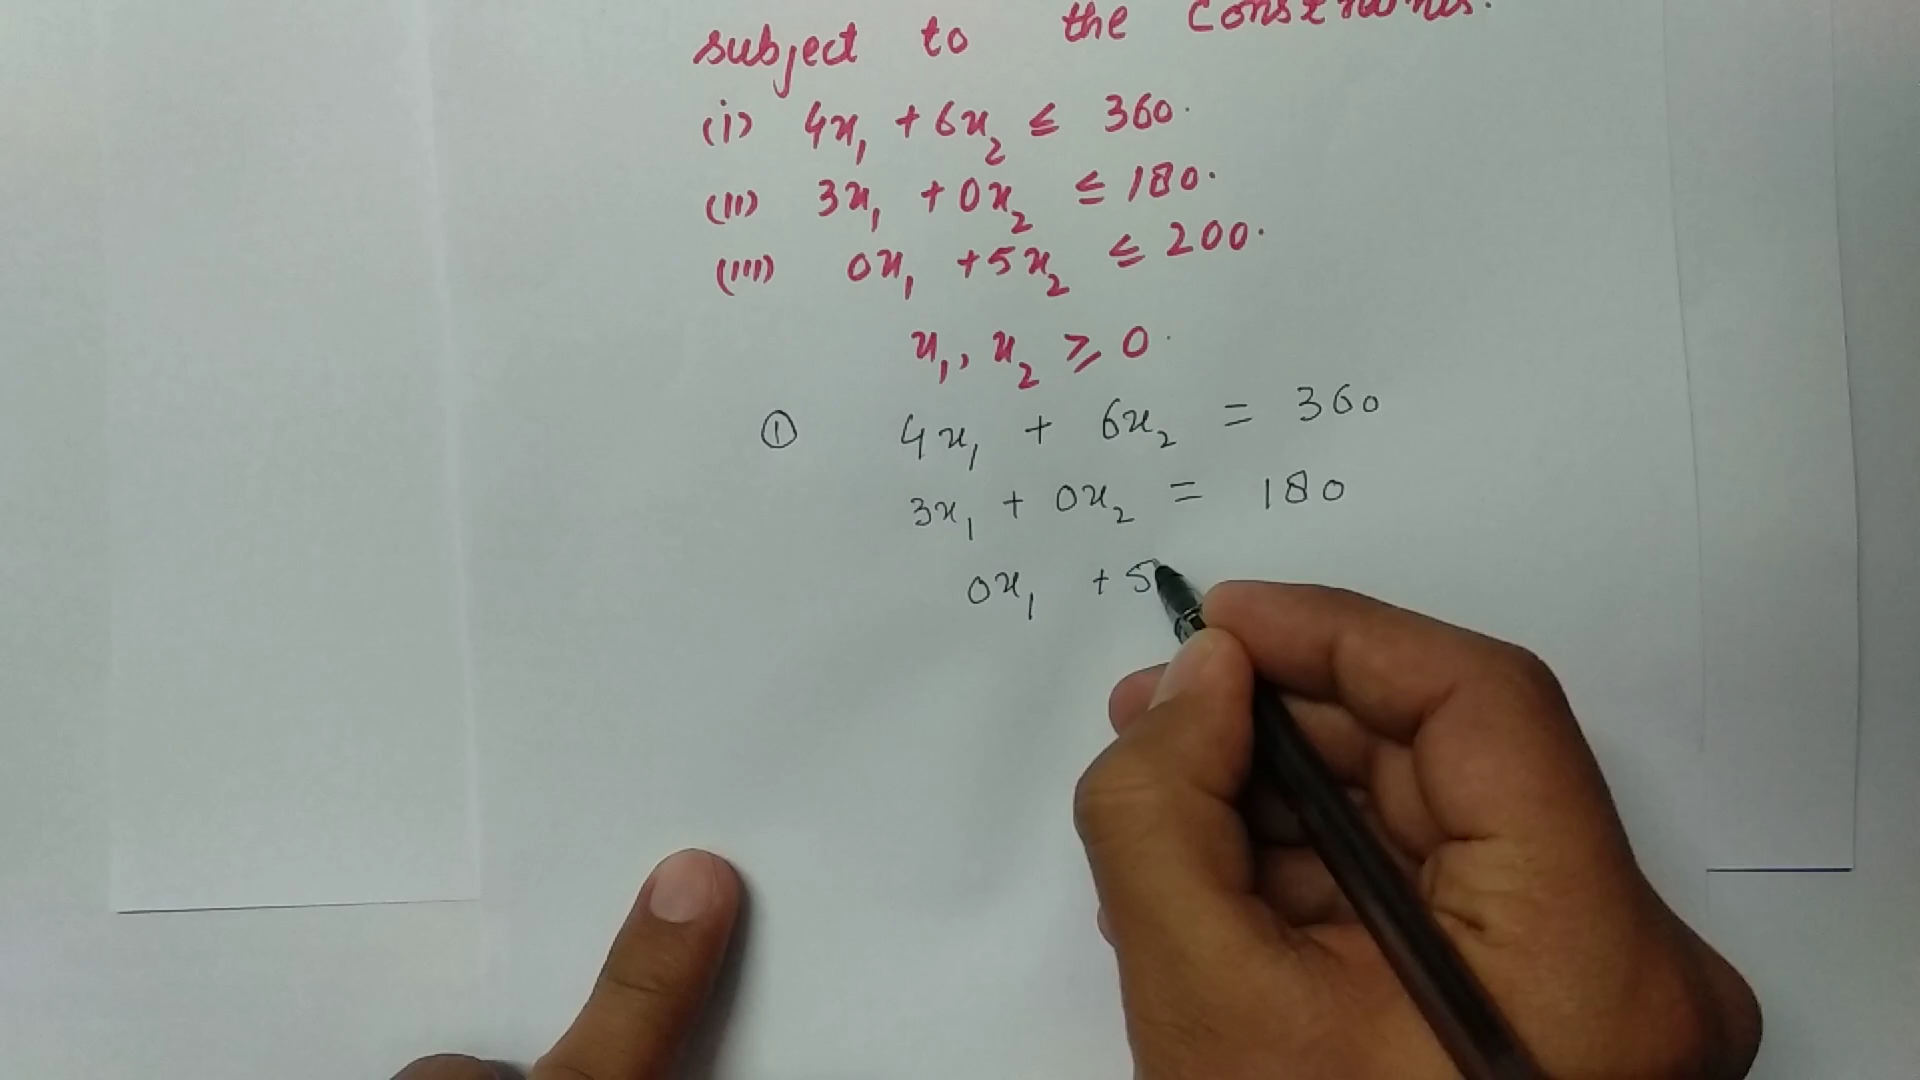 subject to the constraints.
(i) 4x₁ + 6x₂ ≤ 360.
(ii) 3x₁ + 0x₂ ≤ 180.
(iii) 0x₁ + 5x₂ ≤ 200.
x₁, x₂ ≥ 0.
① 4x₁ + 6x₂ = 360
3x₁ + 0x₂ = 180
0x₁ + 5